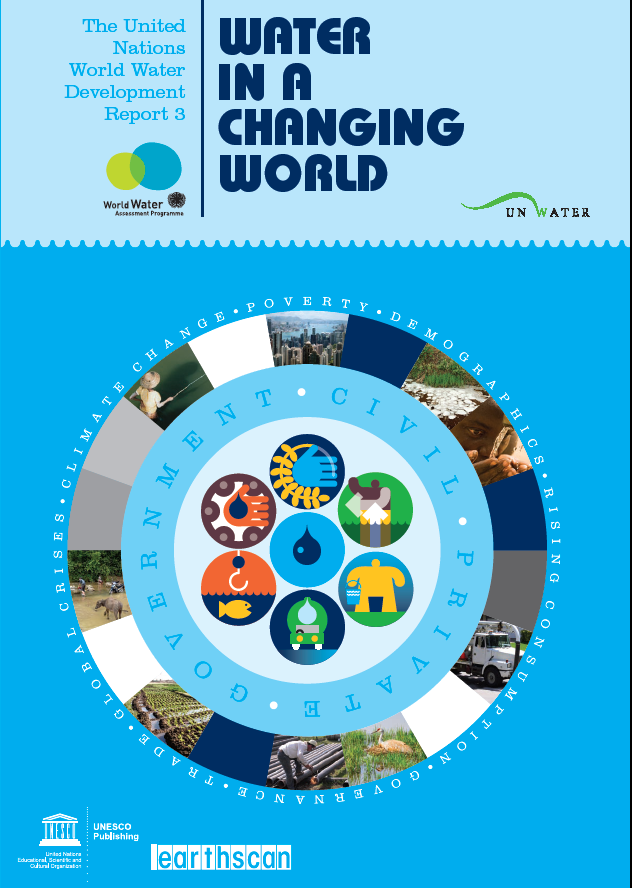 The United
Nations
World Water
Development
Report 3
WATER
IN A
CHANGING
WORLD
World Water
Assessment Programme
UN WATER
CLIMATE CHANGE • POVERTY • DEMOGRAPHICS • RISING CONSUMPTION • GOVERNANCE • TRADE • GLOBAL CRISES •
GOVERNMENT • CIVIL • PRIVATE •
UNESCO
Publishing
United Nations
Educational, Scientific and
Cultural Organization
earthscan